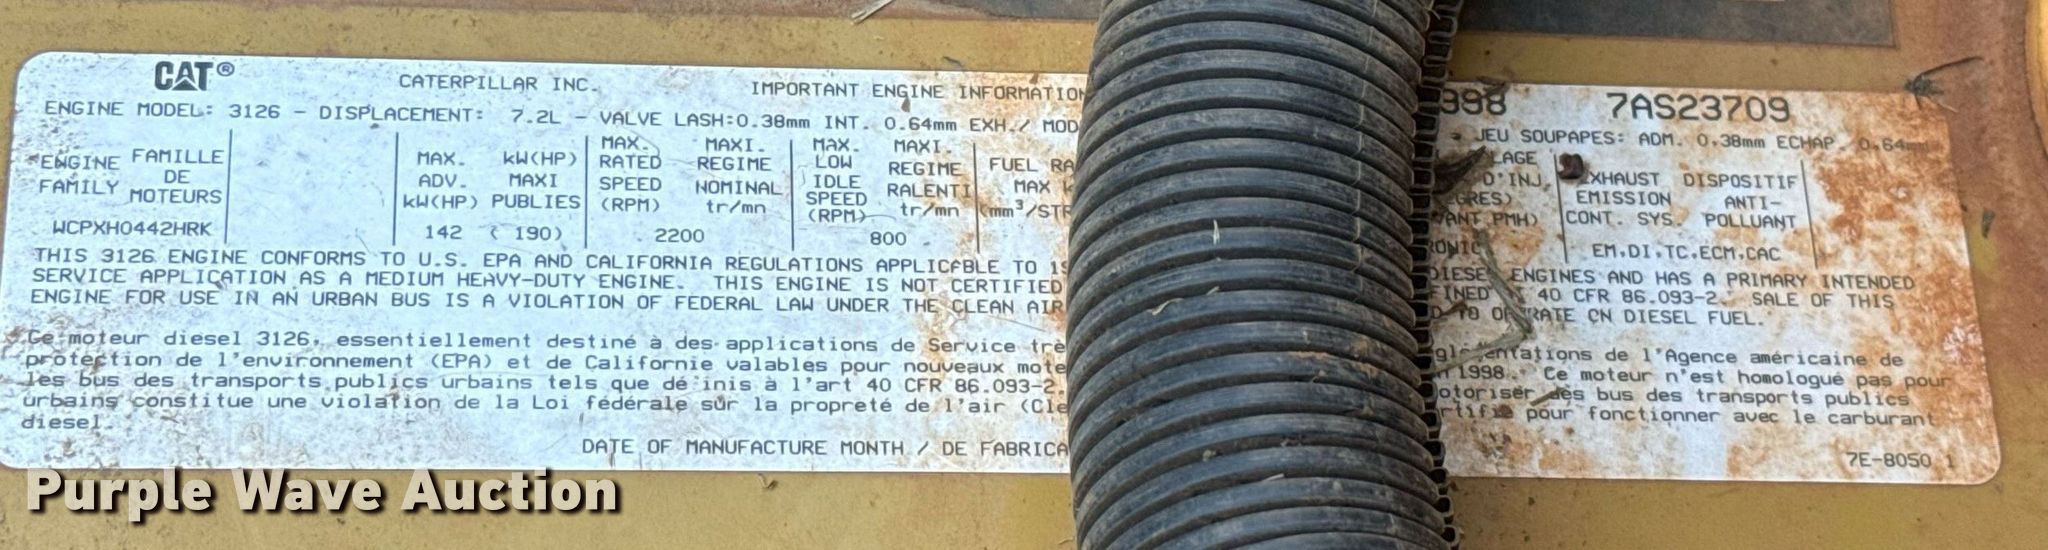 CAT®
CATERPILLAR INC. IMPORTANT ENGINE INFORMATION 7AS23709
ENGINE MODEL: 3126 - DISPLACEMENT: 7.2L - VALVE LASH:0.38mm INT. 0.64mm EXH./ JEU SOUPAPES: ADM. 0.38mm ECHAP. 0.64mm
ENGINE FAMILY
FAMILLE DE MOTEURS
WCPXH0442HRK
MAX. ADV. kW(HP)
kW(HP) MAXI PUBLIES
142 (190)
MAX. RATED SPEED (RPM)
MAXI. REGIME NOMINAL tr/mn
2200
MAX. LOW IDLE SPEED (RPM)
MAXI. REGIME RALENTI tr/mn
800
FUEL
MAX
D'INJ.
PMH)
EXHAUST EMISSION CONT. SYS.
DISPOSITIF ANTI-POLLUANT
EM,DI,TC,ECM,CAC
THIS 3126 ENGINE CONFORMS TO U.S. EPA AND CALIFORNIA REGULATIONS APPLICABLE TO ENGINES AND HAS A PRIMARY INTENDED
SERVICE APPLICATION AS A MEDIUM HEAVY-DUTY ENGINE. THIS ENGINE IS NOT CERTIFIED 40 CFR 86.093-2. SALE OF THIS
ENGINE FOR USE IN AN URBAN BUS IS A VIOLATION OF FEDERAL LAW UNDER THE CLEAN AIR ON DIESEL FUEL.
Ce moteur diesel 3126, essentiellement destiné à des applications de Service de l'Agence américaine de
protection de l'environnement (EPA) et de Californie valables pour nouveaux 1998. Ce moteur n'est homologué pas pour
les bus des transports publics urbains tels que définis à l'art 40 CFR 86.093-2. des bus des transports publics
urbains constitue une violation de la Loi fédérale sur la propreté de l'air pour fonctionner avec le carburant
diesel.
DATE OF MANUFACTURE MONTH / DE 7E-8050 1
Purple Wave Auction